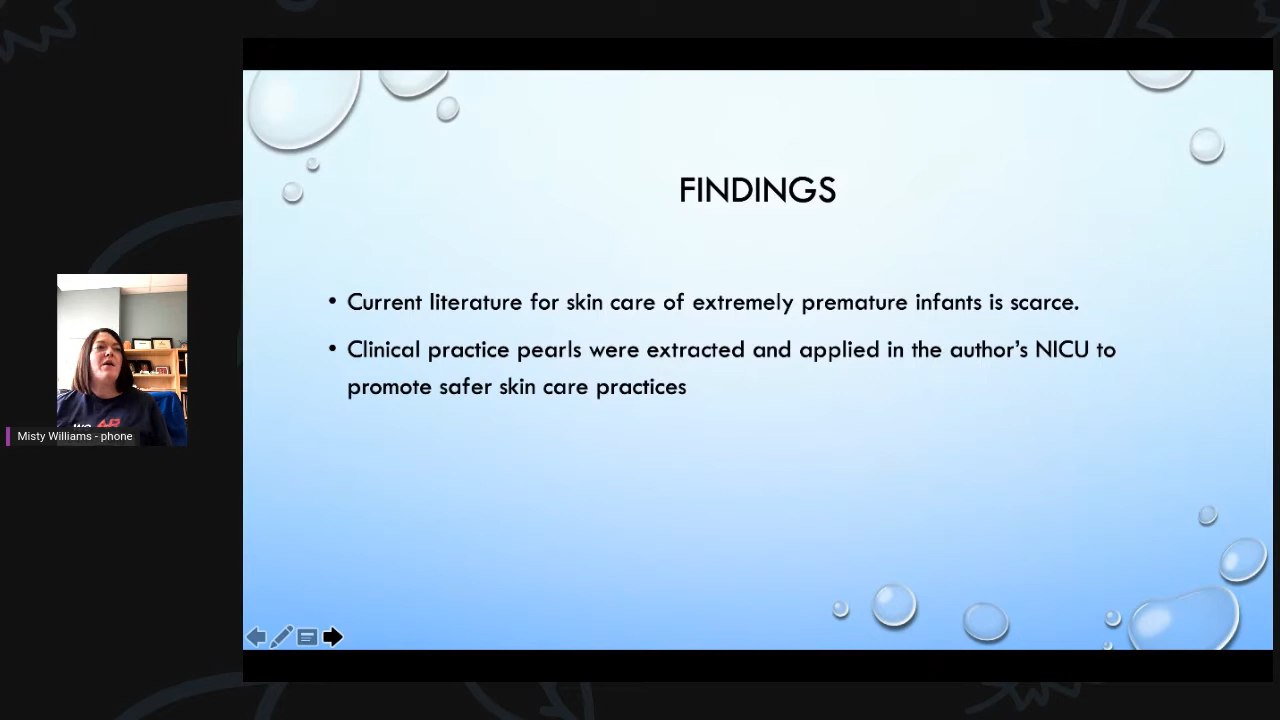 FINDINGS
• Current literature for skin care of extremely premature infants is scarce.
• Clinical practice pearls were extracted and applied in the author's NICU to
promote safer skin care practices
Misty Williams - phone